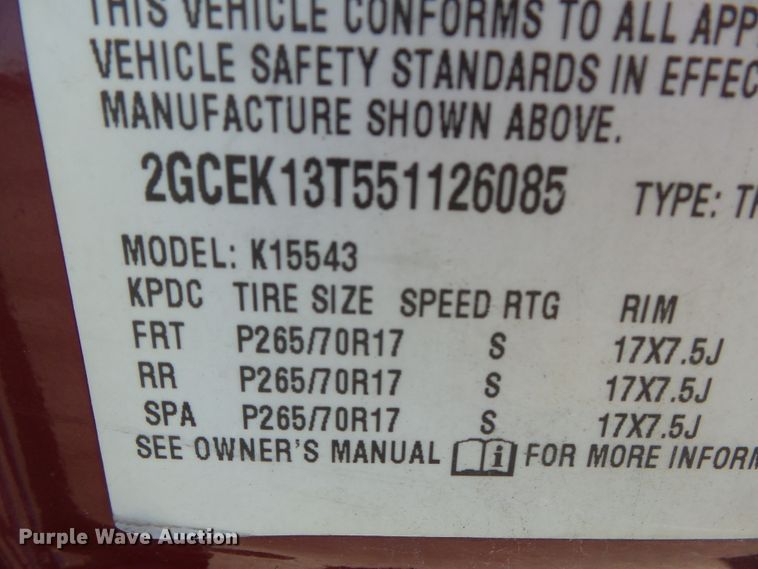 THIS VEHICLE CONFORMS TO ALL
VEHICLE SAFETY STANDARDS IN
MANUFACTURE SHOWN ABOVE.
2GCEK13T551126085 TYPE:
MODEL: K15543
KPDC TIRE SIZE SPEED RTG RIM
FRT P265/70R17 S 17X7.5J
RR P265/70R17 S 17X7.5J
SPA P265/70R17 S 17X7.5J
SEE OWNER'S MANUAL i FOR MORE
Purple Wave Auction